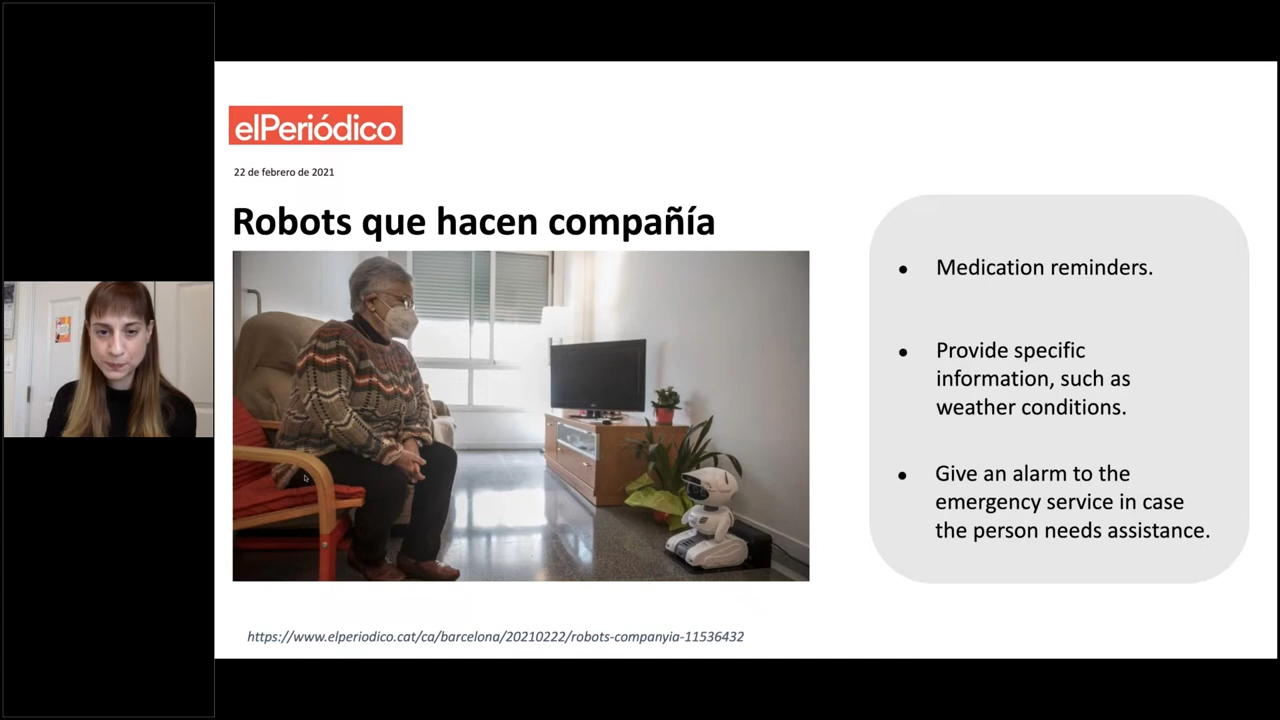 elPeriódico
22 de febrero de 2021
Robots que hacen compañía
Medication reminders.
Provide specific
information, such as
weather conditions.
Give an alarm to the
emergency service in case
the person needs assistance.
https://www.elperiodico.cat/ca/barcelona/20210222/robots-companyia-11536432